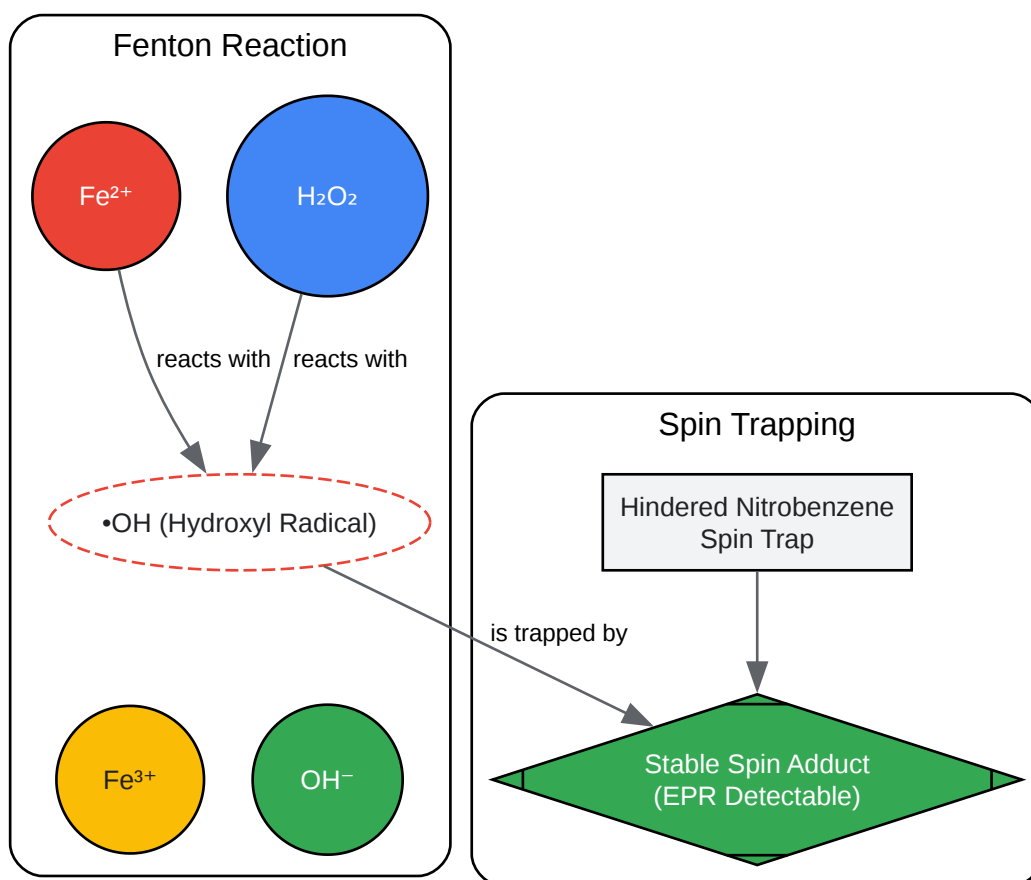 Fenton Reaction
Fe²⁺
H₂O₂
reacts with
reacts with
•OH (Hydroxyl Radical)
Fe³⁺
OH⁻
Spin Trapping
Hindered Nitrobenzene
Spin Trap
is trapped by
Stable Spin Adduct
(EPR Detectable)